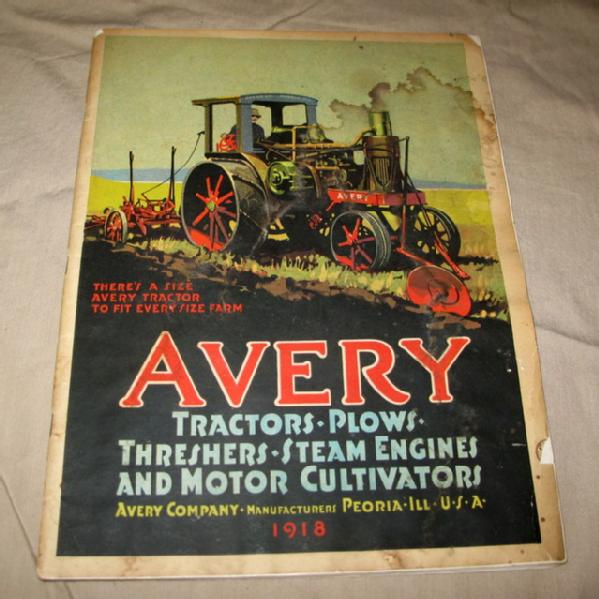 AVERY
THERE'S A SIZE
AVERY TRACTOR
TO FIT EVERY SIZE FARM
AVERY
TRACTORS·PLOWS·
THRESHERS·STEAM ENGINES
AND MOTOR CULTIVATORS
AVERY COMPANY·MANUFACTURERS PEORIA·ILL·U·S·A·
1918